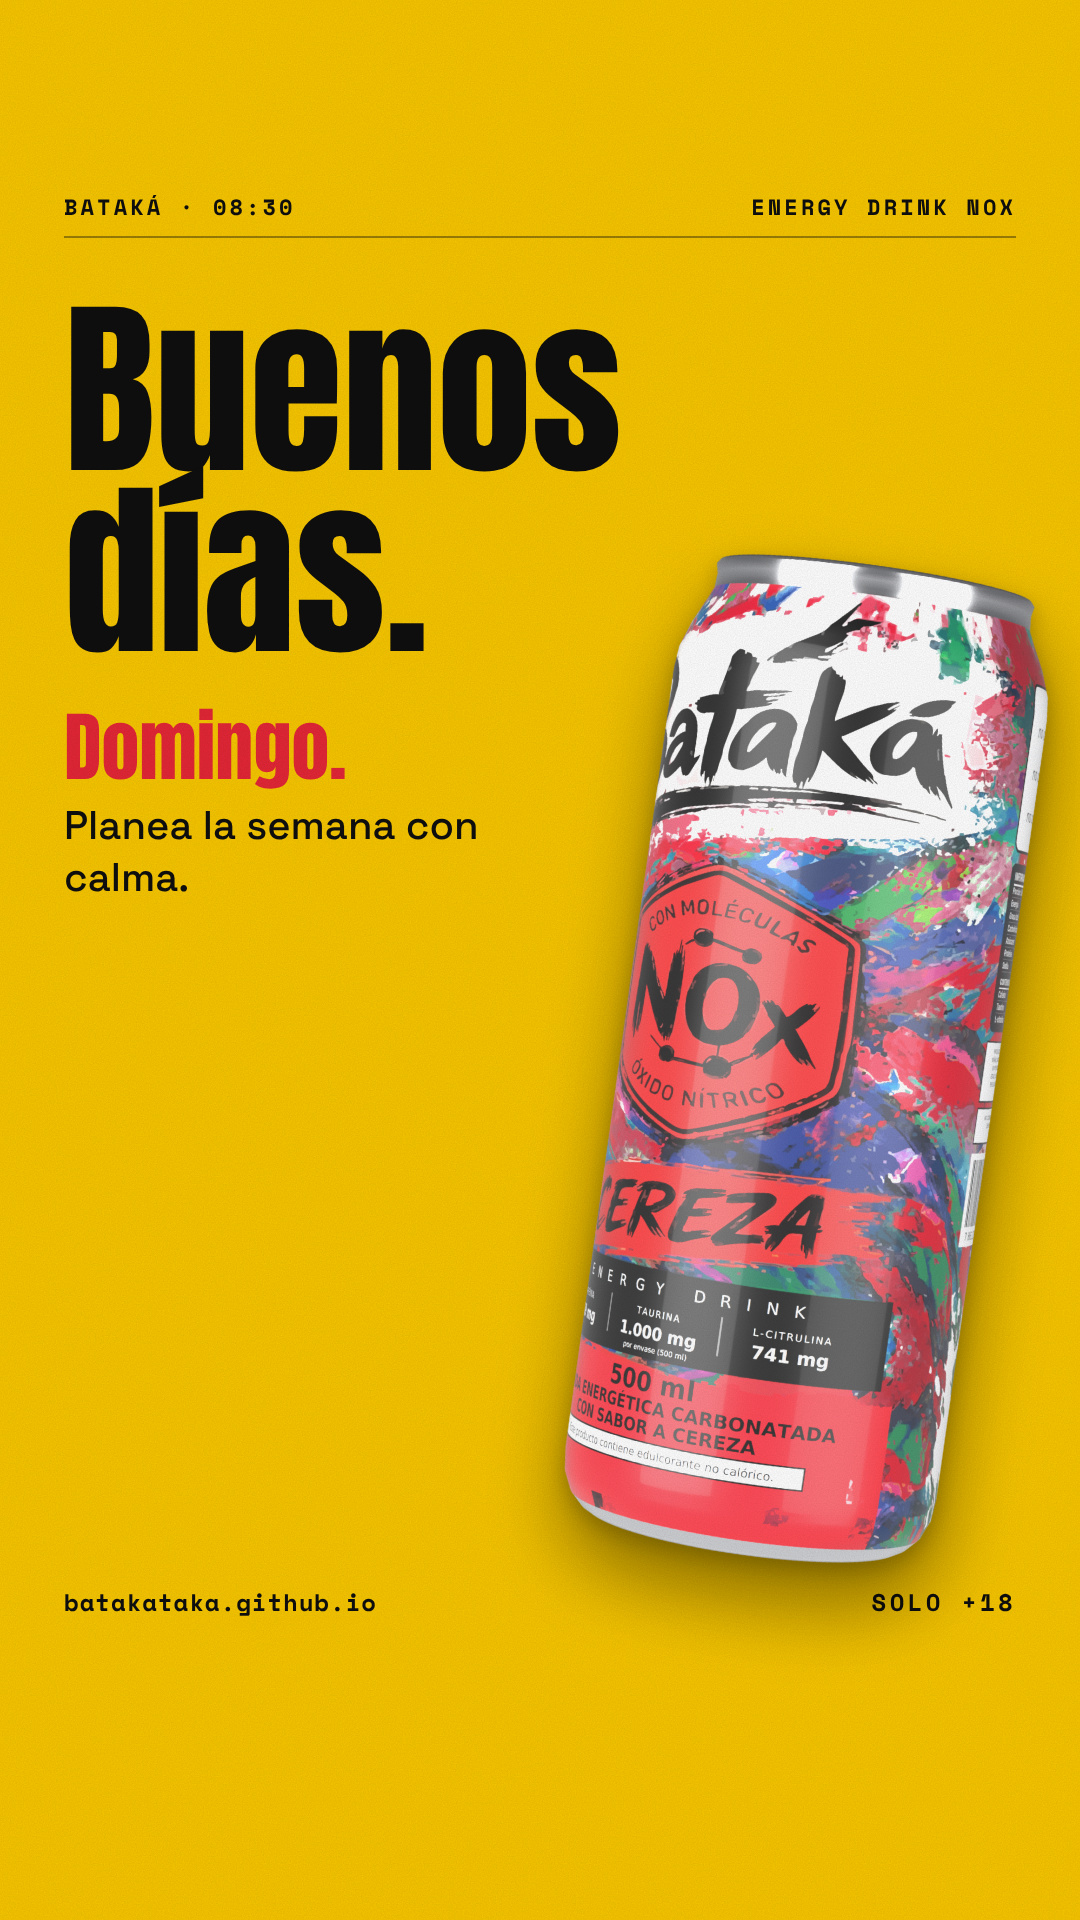 BATAKÁ · 08:30
ENERGY DRINK NOX
Buenos
días.
Domingo.
Planea la semana con
calma.
Bataká
CON MOLÉCULAS
NOx
ÓXIDO NÍTRICO
CEREZA
ENERGY DRINK
TAURINA
1.000 mg
por envase (500 ml)
L-CITRULINA
741 mg
500 ml
ENERGÉTICA CARBONATADA
CON SABOR A CEREZA
producto contiene edulcorante no calórico.
batakataka.github.io
SOLO +18